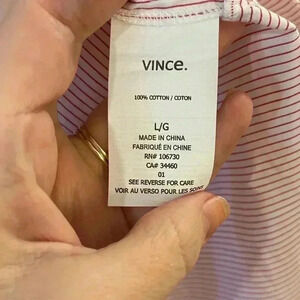 VINCe.
100% COTTON / COTON
L/G
MADE IN CHINA
FABRIQUÉ EN CHINE
RN# 106730
CA# 34460
01
SEE REVERSE FOR CARE
VOIR AU VERSO POUR LES SOINS